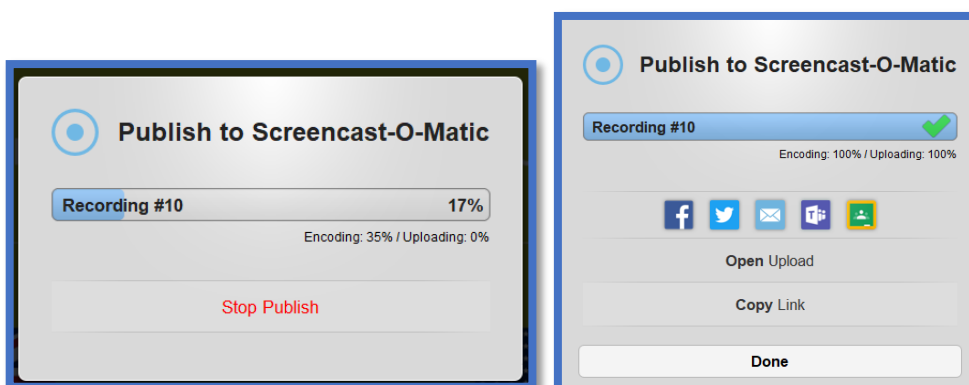 Publish to Screencast-O-Matic
Recording #10 17%
Encoding: 35% / Uploading: 0%
Stop Publish
Publish to Screencast-O-Matic
Recording #10
Encoding: 100% / Uploading: 100%
Open Upload
Copy Link
Done